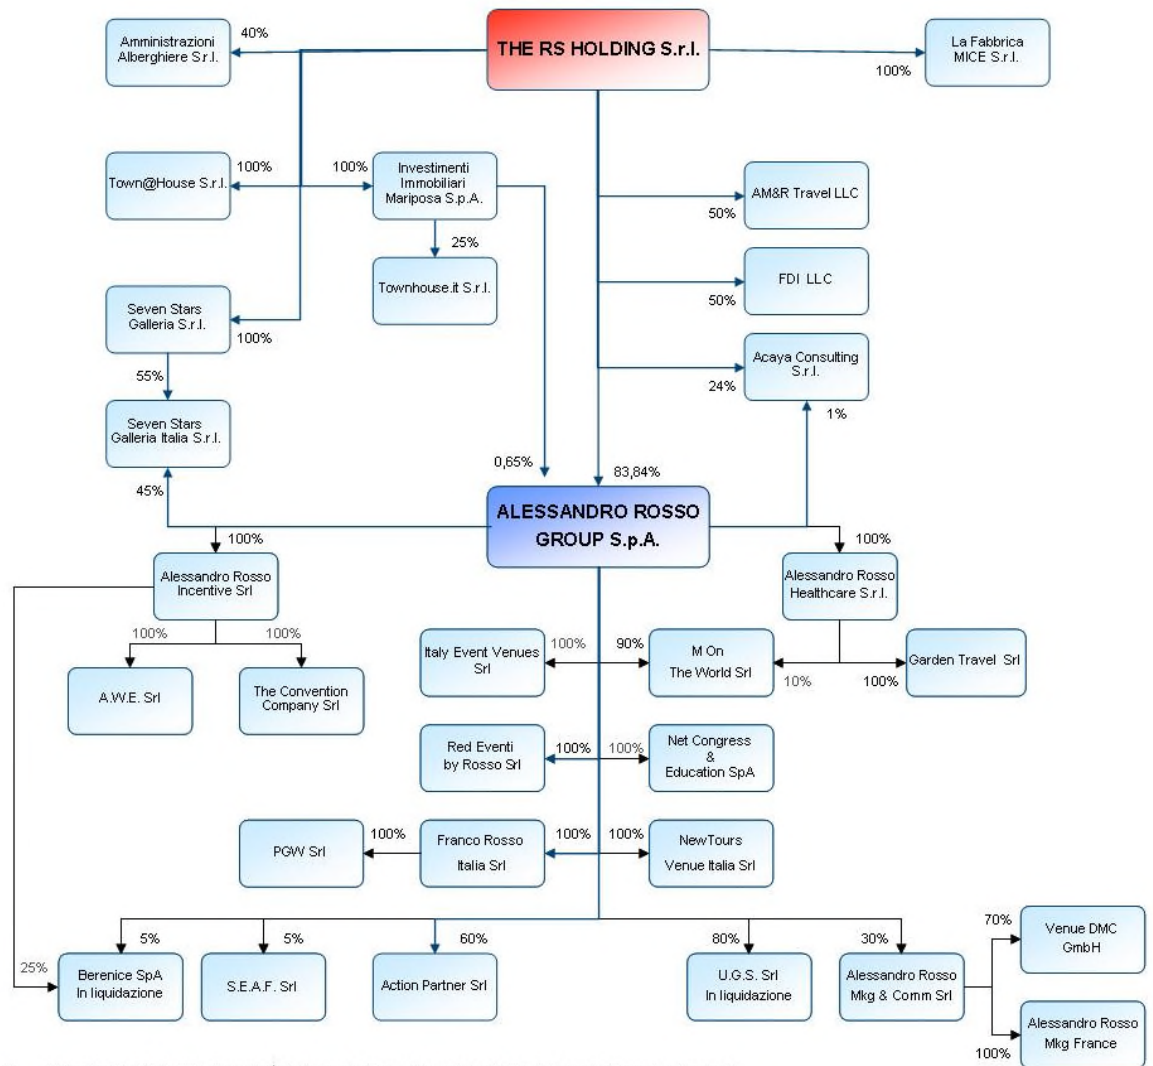 THE RS HOLDING S.r.l.
Amministrazioni
Alberghiere S.r.l.
40%
La Fabbrica
MICE S.r.l.
100%
Town@House S.r.l.
100%
100%
Investimenti
Immobiliari
Mariposa S.p.A.
25%
Townhouse.it S.r.l.
AM&R Travel LLC
50%
FDI LLC
50%
Acaya Consulting
S.r.l.
24%
1%
Seven Stars
Galleria S.r.l.
100%
55%
Seven Stars
Galleria Italia S.r.l.
45%
0,65%
83,84%
ALESSANDRO ROSSO
GROUP S.p.A.
100%
Alessandro Rosso
Incentive Srl
100%
Alessandro Rosso
Healthcare S.r.l.
100%
100%
A.W.E. Srl
The Convention
Company Srl
Italy Event Venues
Srl
100%
90%
M On
The World Srl
10%
100%
Garden Travel Srl
Red Eventi
by Rosso Srl
100%
100%
Net Congress
&
Education SpA
PGW Srl
100%
Franco Rosso
Italia Srl
100%
100%
NewTours
Venue Italia Srl
5%
5%
60%
80%
30%
25%
Berenice SpA
In liquidazione
S.E.A.F. Srl
Action Partner Srl
U.G.S. Srl
In liquidazione
Alessandro Rosso
Mkg & Comm Srl
70%
Venue DMC
GmbH
100%
Alessandro Rosso
Mkg France